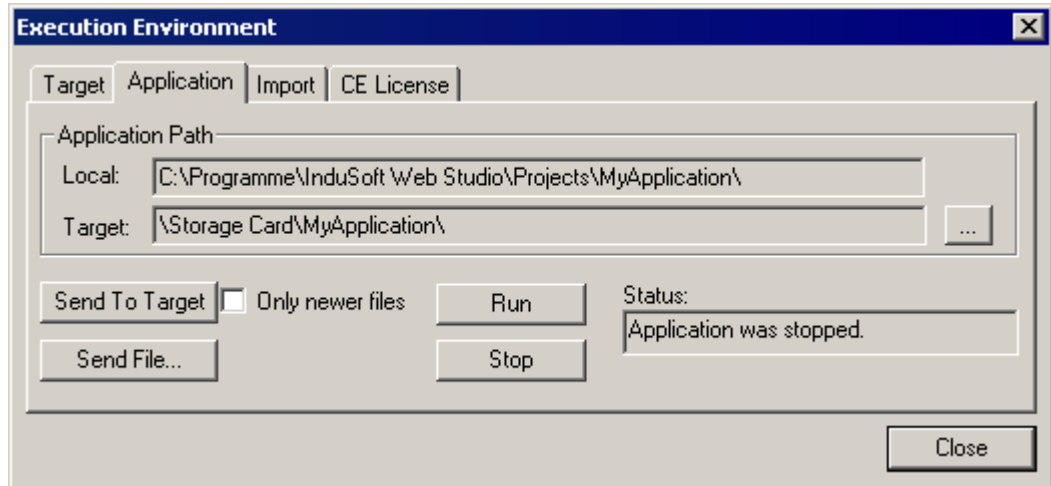 Execution Environment
Target Application Import CE License
Application Path
Local: C:\Programme\InduSoft Web Studio\Projects\MyApplication\
Target: \Storage Card\MyApplication\ ...
Send To Target Only newer files Run Status:
Application was stopped.
Send File... Stop
Close